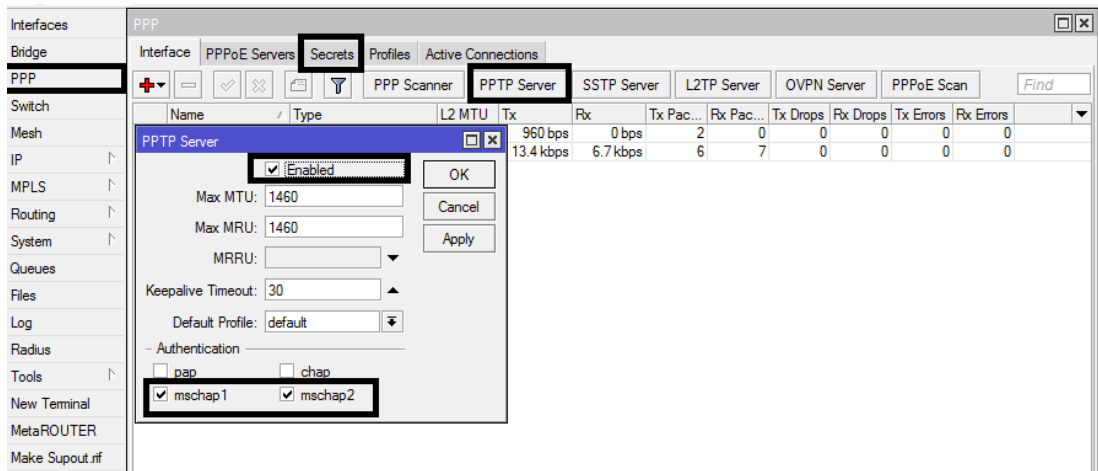 Interfaces
Bridge
PPP
Switch
Mesh
IP
MPLS
Routing
System
Queues
Files
Log
Radius
Tools
New Terminal
MetaROUTER
Make Supout.rif
PPP
Interface PPPoE Servers Secrets Profiles Active Connections
PPP Scanner PPTP Server SSTP Server L2TP Server OVPN Server PPPoE Scan Find
Name Type L2 MTU Tx Rx Tx Pac... Rx Pac... Tx Drops Rx Drops Tx Errors Rx Errors
960 bps 0 bps 2 0 0 0 0 0
13.4 kbps 6.7 kbps 6 7 0 0 0 0
PPTP Server
Enabled
Max MTU: 1460
Max MRU: 1460
MRRU:
Keepalive Timeout: 30
Default Profile: default
Authentication
pap chap
mschap1 mschap2
OK
Cancel
Apply